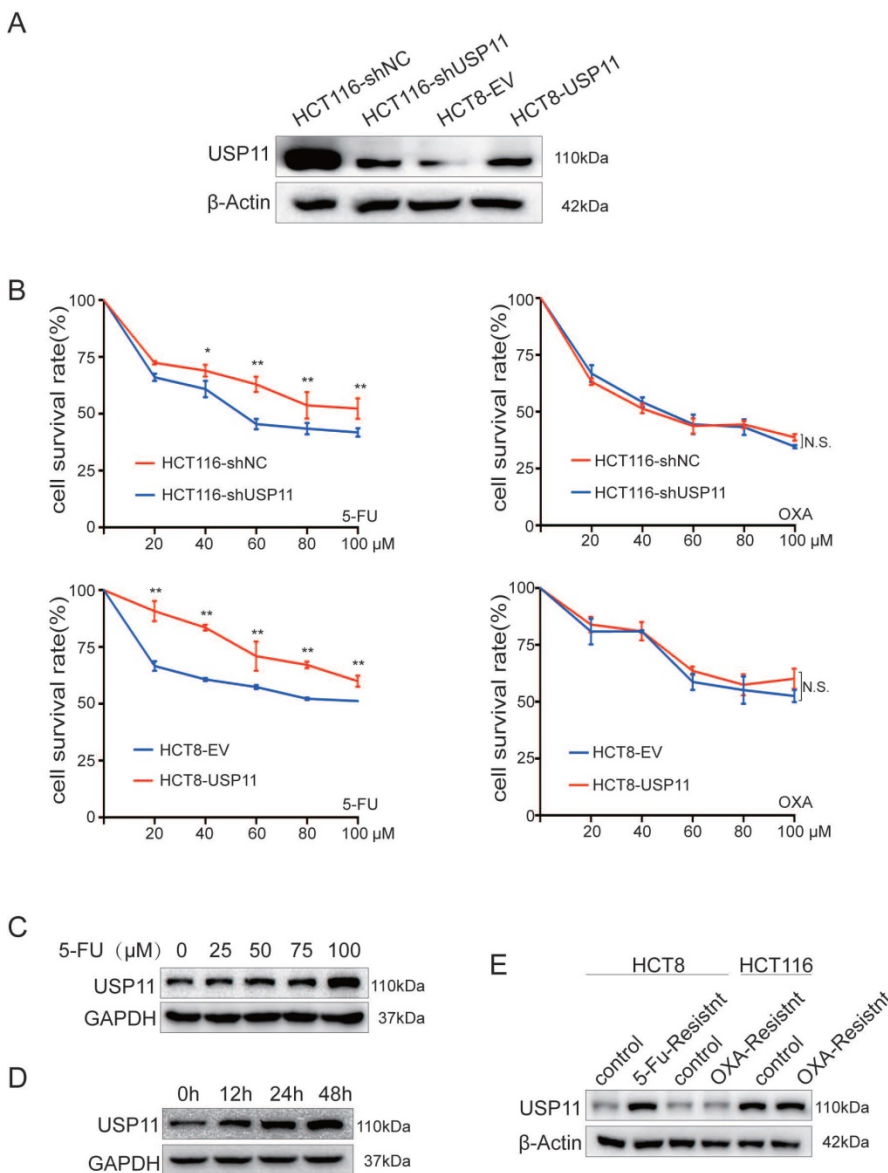 A
HCT116-shNC
HCT116-shUSP11
HCT8-EV
HCT8-USP11
USP11
110kDa
β-Actin
42kDa
B
cell survival rate(%)
100
75
50
25
0
* ** ** **
HCT116-shNC
HCT116-shUSP11
5-FU
20 40 60 80 100 μM
cell survival rate(%)
100
75
50
25
0
N.S.
HCT116-shNC
HCT116-shUSP11
OXA
20 40 60 80 100 μM
cell survival rate(%)
100
75
50
25
0
** ** ** ** **
HCT8-EV
HCT8-USP11
5-FU
20 40 60 80 100 μM
cell survival rate(%)
100
75
50
25
0
N.S.
HCT8-EV
HCT8-USP11
OXA
20 40 60 80 100 μM
C
5-FU (μM) 0 25 50 75 100
USP11 110kDa
GAPDH 37kDa
D
0h 12h 24h 48h
USP11 110kDa
GAPDH 37kDa
E
HCT8 HCT116
control
5-Fu-Resistnt
control
OXA-Resistnt
control
OXA-Resistnt
USP11 110kDa
β-Actin 42kDa